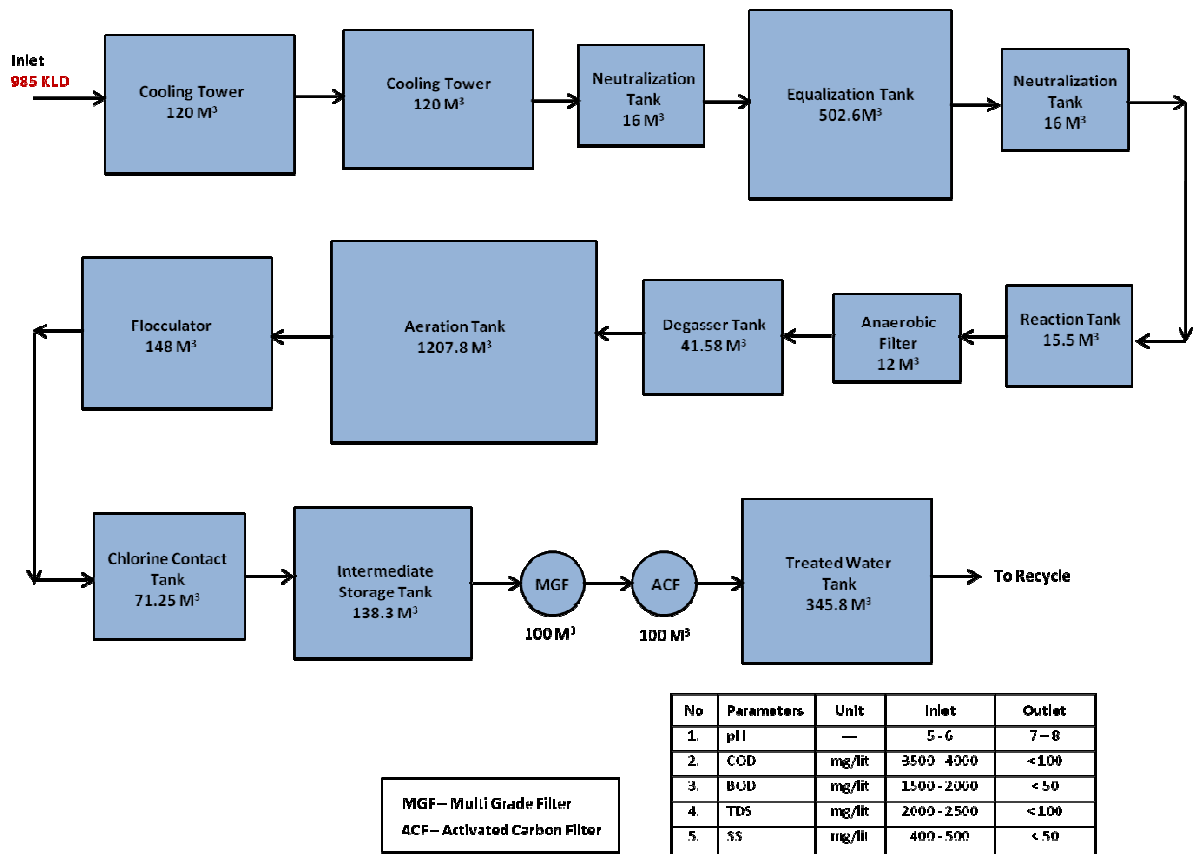 Inlet
985 KLD
Cooling Tower
120 M³
Cooling Tower
120 M³
Neutralization
Tank
16 M³
Equalization Tank
502.6M³
Neutralization
Tank
16 M³
Flocculator
148 M³
Aeration Tank
1207.8 M³
Degasser Tank
41.58 M³
Anaerobic
Filter
12 M³
Reaction Tank
15.5 M³
Chlorine Contact
Tank
71.25 M³
Intermediate
Storage Tank
138.3 M³
MGF
100 M³
ACF
100 M³
Treated Water
Tank
345.8 M³
To Recycle
No Parameters Unit Inlet Outlet
1. pH — 5 - 6 7 – 8
2. COD mg/lit 3500 - 4000 <100
3. BOD mg/lit 1500 - 2000 < 50
4. TDS mg/lit 2000 - 2500 <100
5. SS mg/lit 400 - 500 < 50
MGF – Multi Grade Filter
ACF – Activated Carbon Filter